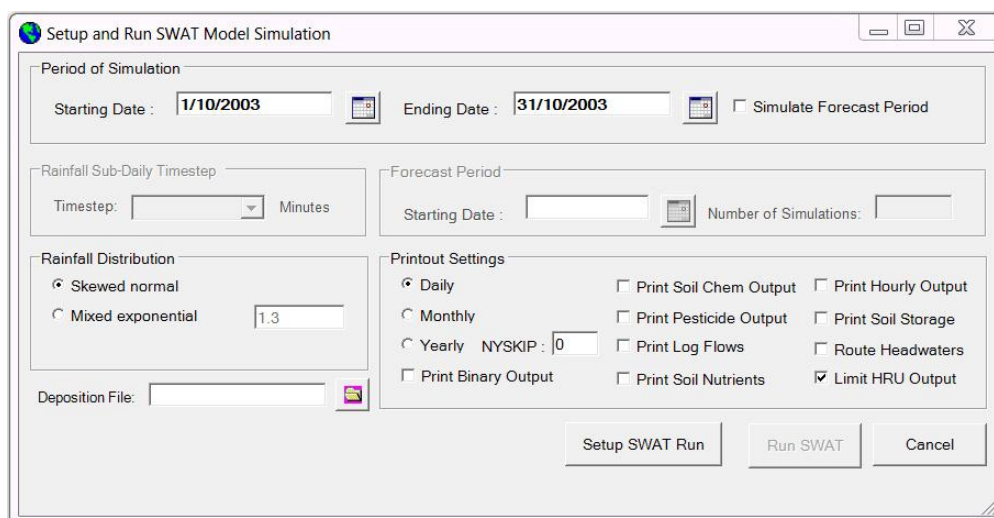 Setup and Run SWAT Model Simulation
Period of Simulation
Starting Date : 1/10/2003 Ending Date : 31/10/2003 Simulate Forecast Period
Rainfall Sub-Daily Timestep
Timestep: Minutes
Forecast Period
Starting Date : Number of Simulations:
Rainfall Distribution
Skewed normal
Mixed exponential 1.3
Printout Settings
Daily Print Soil Chem Output Print Hourly Output
Monthly Print Pesticide Output Print Soil Storage
Yearly NYSKIP : 0 Print Log Flows Route Headwaters
Print Binary Output Print Soil Nutrients Limit HRU Output
Deposition File:
Setup SWAT Run Run SWAT Cancel